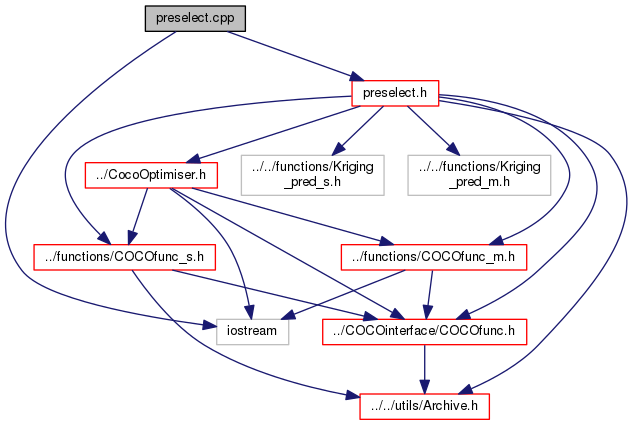 preselect.cpp
preselect.h
../CocoOptimiser.h
../../functions/Kriging
_pred_s.h
../../functions/Kriging
_pred_m.h
../functions/COCOfunc_s.h
../functions/COCOfunc_m.h
iostream
../COCOinterface/COCOfunc.h
../../utils/Archive.h